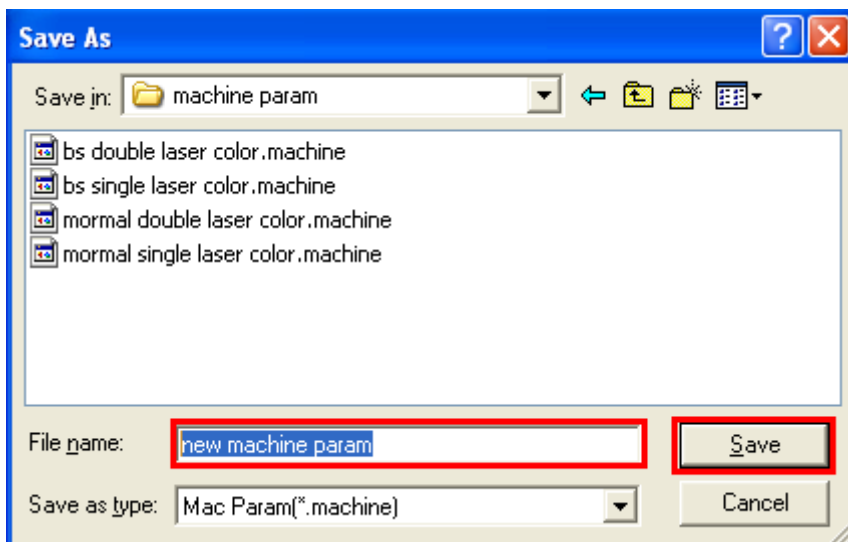 Save As
Save in: machine param
bs double laser color.machine
bs single laser color.machine
mormal double laser color.machine
mormal single laser color.machine
File name: new machine param Save
Save as type: Mac Param(*.machine) Cancel